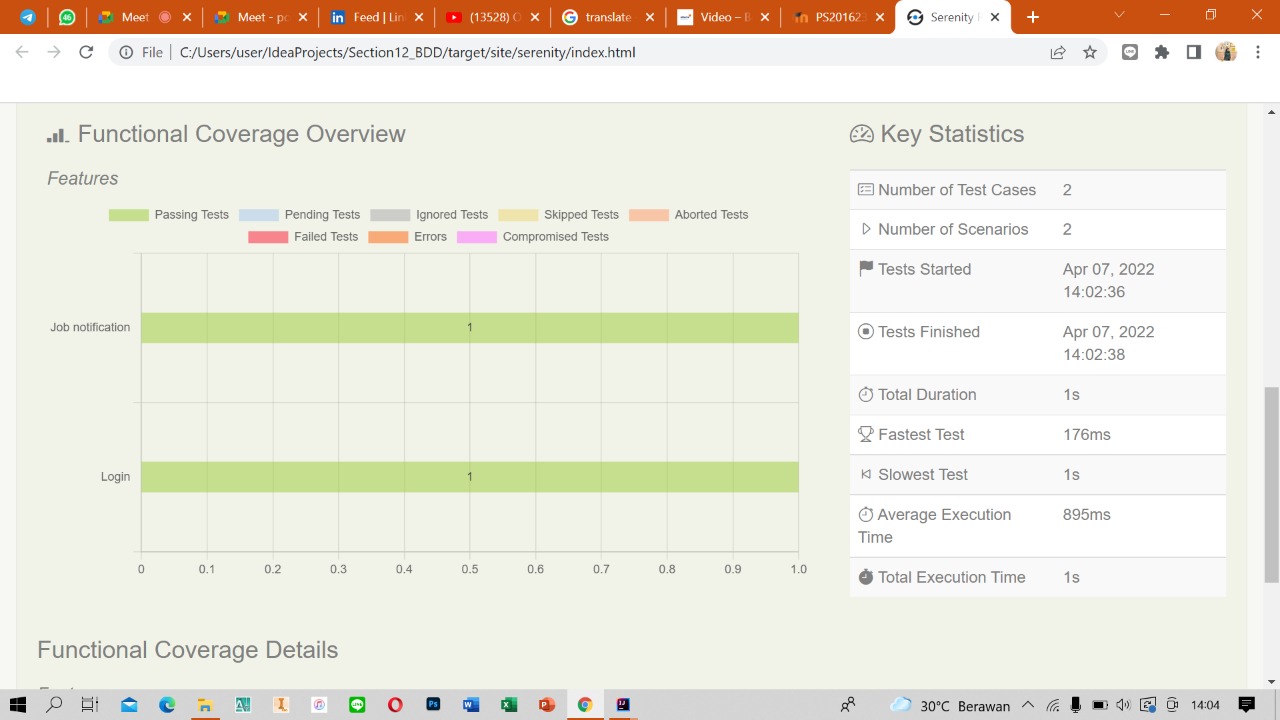 Meet
Meet - pc
Feed | Lin
(13528) C
translate
Video – B
PS201623
Serenity
File | C:/Users/user/IdeaProjects/Section12_BDD/target/site/serenity/index.html
Functional Coverage Overview
Features
Passing Tests Pending Tests Ignored Tests Skipped Tests Aborted Tests
Failed Tests Errors Compromised Tests
Job notification 1
Login 1
0 0.1 0.2 0.3 0.4 0.5 0.6 0.7 0.8 0.9 1.0
Key Statistics
Number of Test Cases 2
Number of Scenarios 2
Tests Started Apr 07, 2022
14:02:36
Tests Finished Apr 07, 2022
14:02:38
Total Duration 1s
Fastest Test 176ms
Slowest Test 1s
Average Execution 895ms
Time
Total Execution Time 1s
Functional Coverage Details
30°C Berawan 14:04